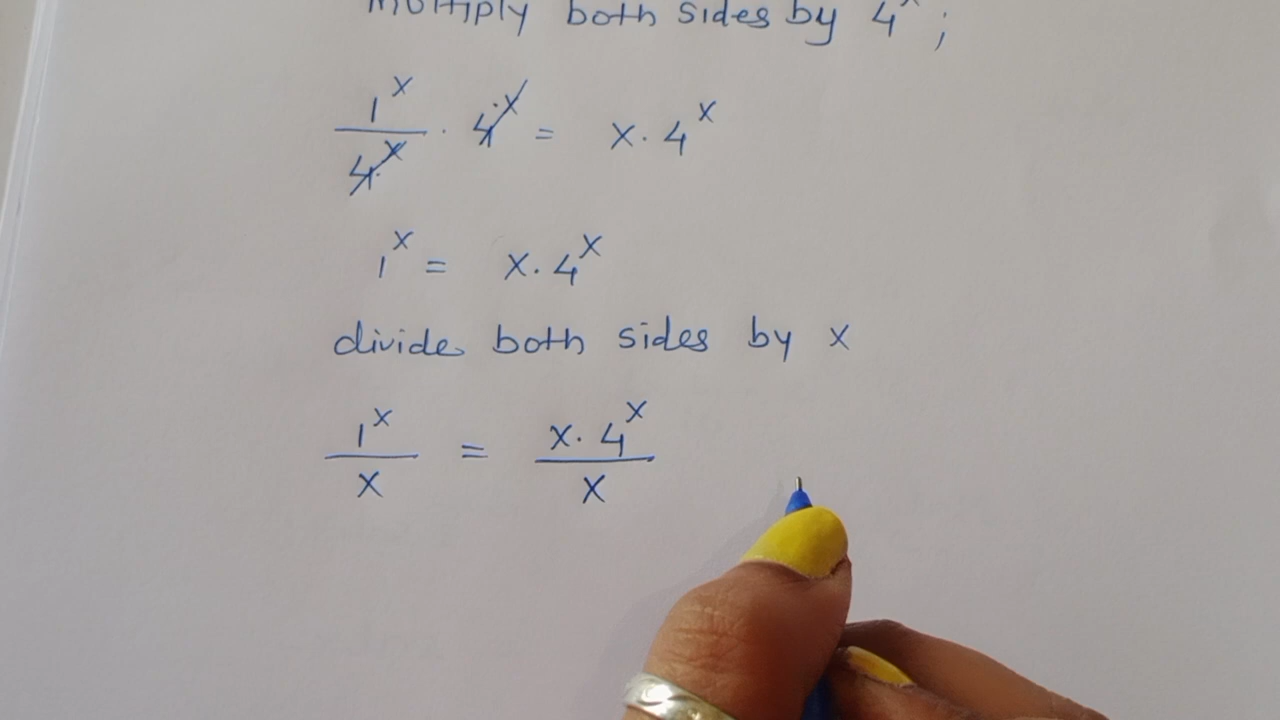 multiply both sides by 4^x ;
1^x / 4^x · 4^x = x · 4^x
1^x = x · 4^x
divide both sides by x
1^x / x = x · 4^x / x